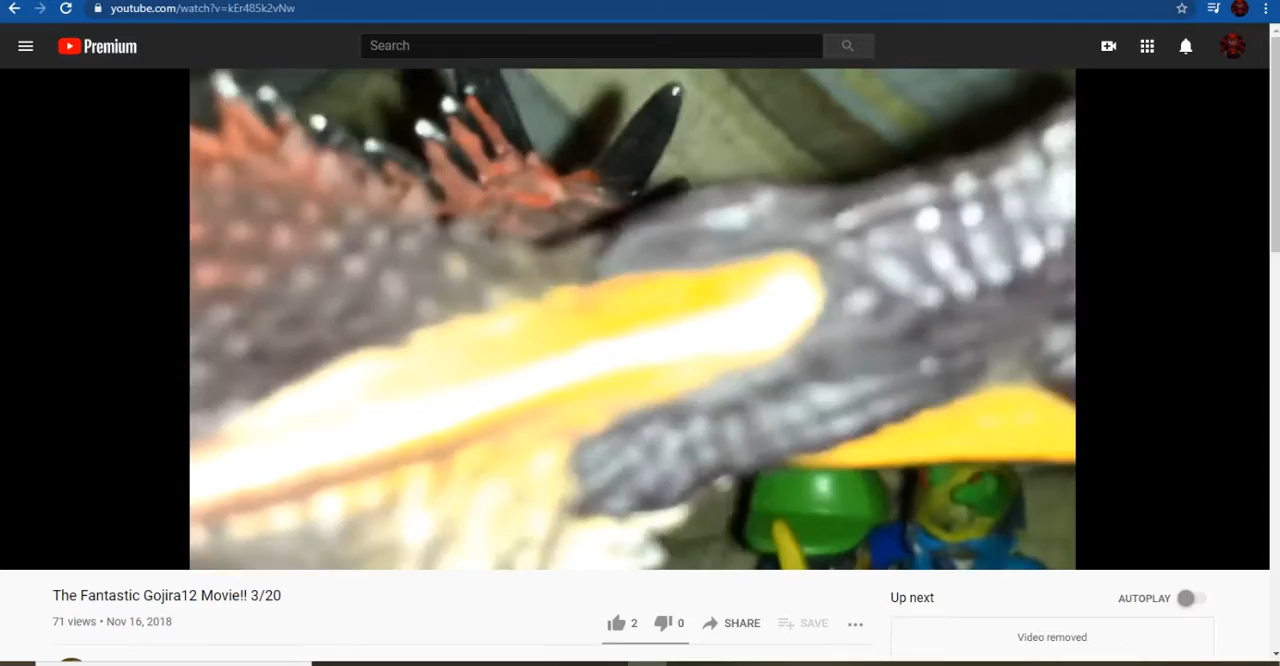 youtube.com/watch?v=kEr485k2vNw
Premium
Search
The Fantastic Gojira12 Movie!! 3/20
71 views • Nov 16, 2018
2
0
SHARE
SAVE
Up next
AUTOPLAY
Video removed